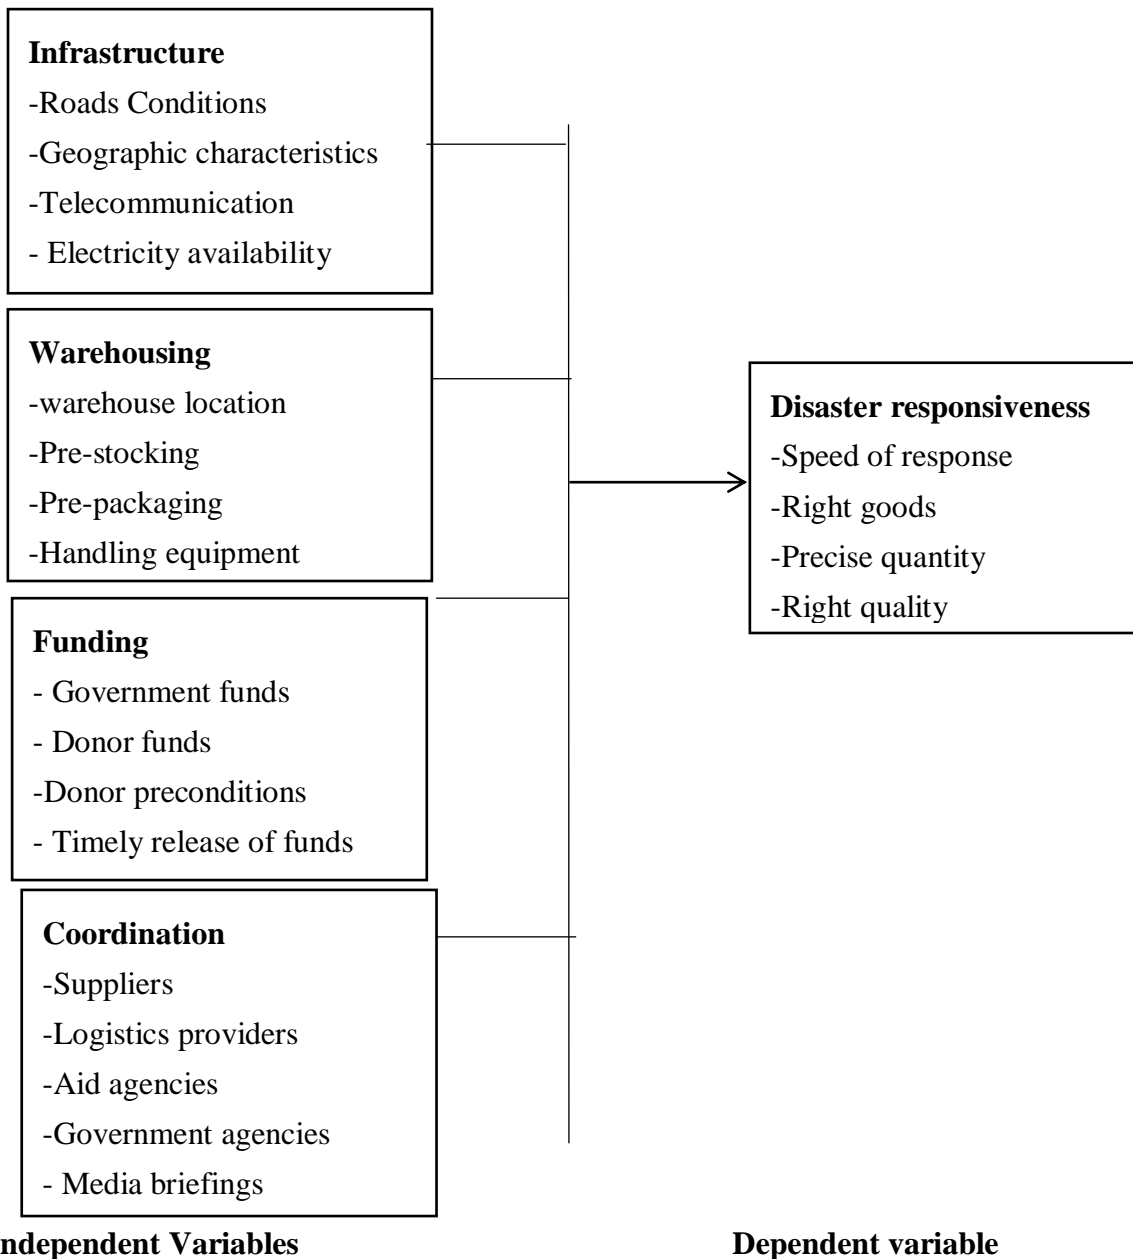 Infrastructure
-Roads Conditions
-Geographic characteristics
-Telecommunication
- Electricity availability
Warehousing
-warehouse location
-Pre-stocking
-Pre-packaging
-Handling equipment
Funding
- Government funds
- Donor funds
-Donor preconditions
- Timely release of funds
Coordination
-Suppliers
-Logistics providers
-Aid agencies
-Government agencies
- Media briefings
Disaster responsiveness
-Speed of response
-Right goods
-Precise quantity
-Right quality
ndependent Variables
Dependent variable